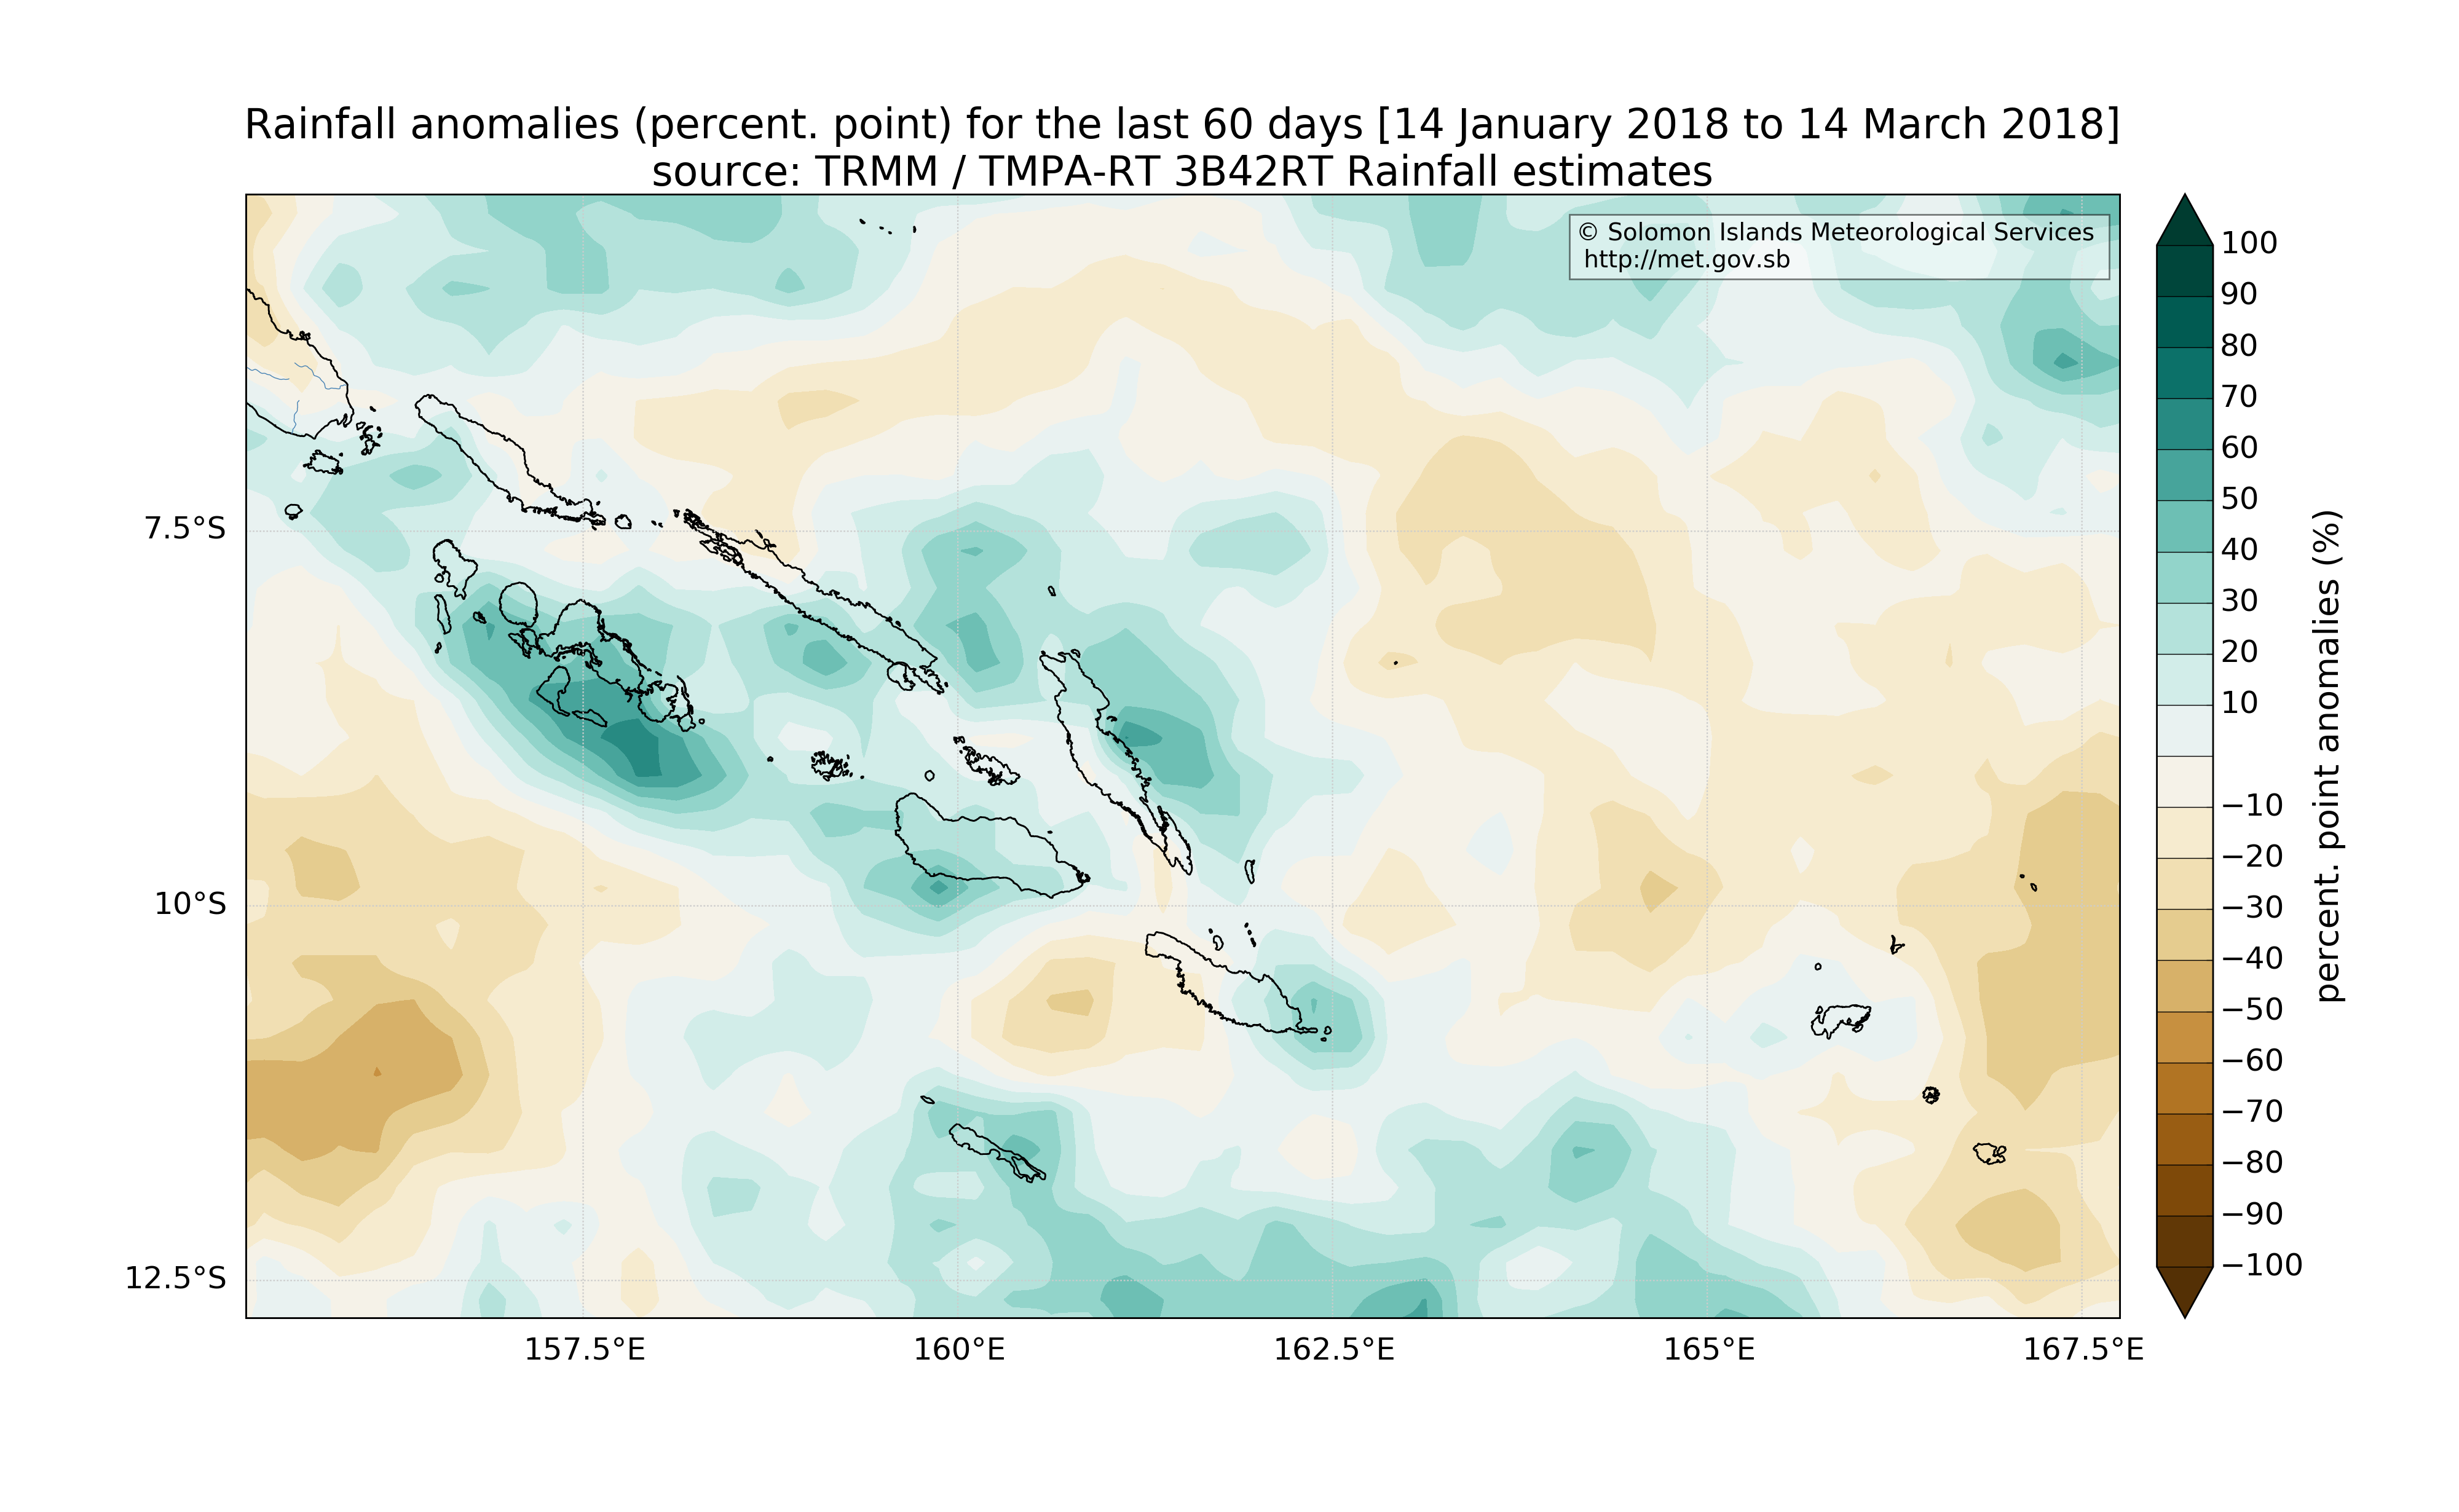 Rainfall anomalies (percent. point) for the last 60 days [14 January 2018 to 14 March 2018]
source: TRMM / TMPA-RT 3B42RT Rainfall estimates
© Solomon Islands Meteorological Services
http://met.gov.sb
7.5°S
10°S
12.5°S
157.5°E
160°E
162.5°E
165°E
167.5°E
100
90
80
70
60
50
40
30
20
10
−10
−20
−30
−40
−50
−60
−70
−80
−90
−100
percent. point anomalies (%)